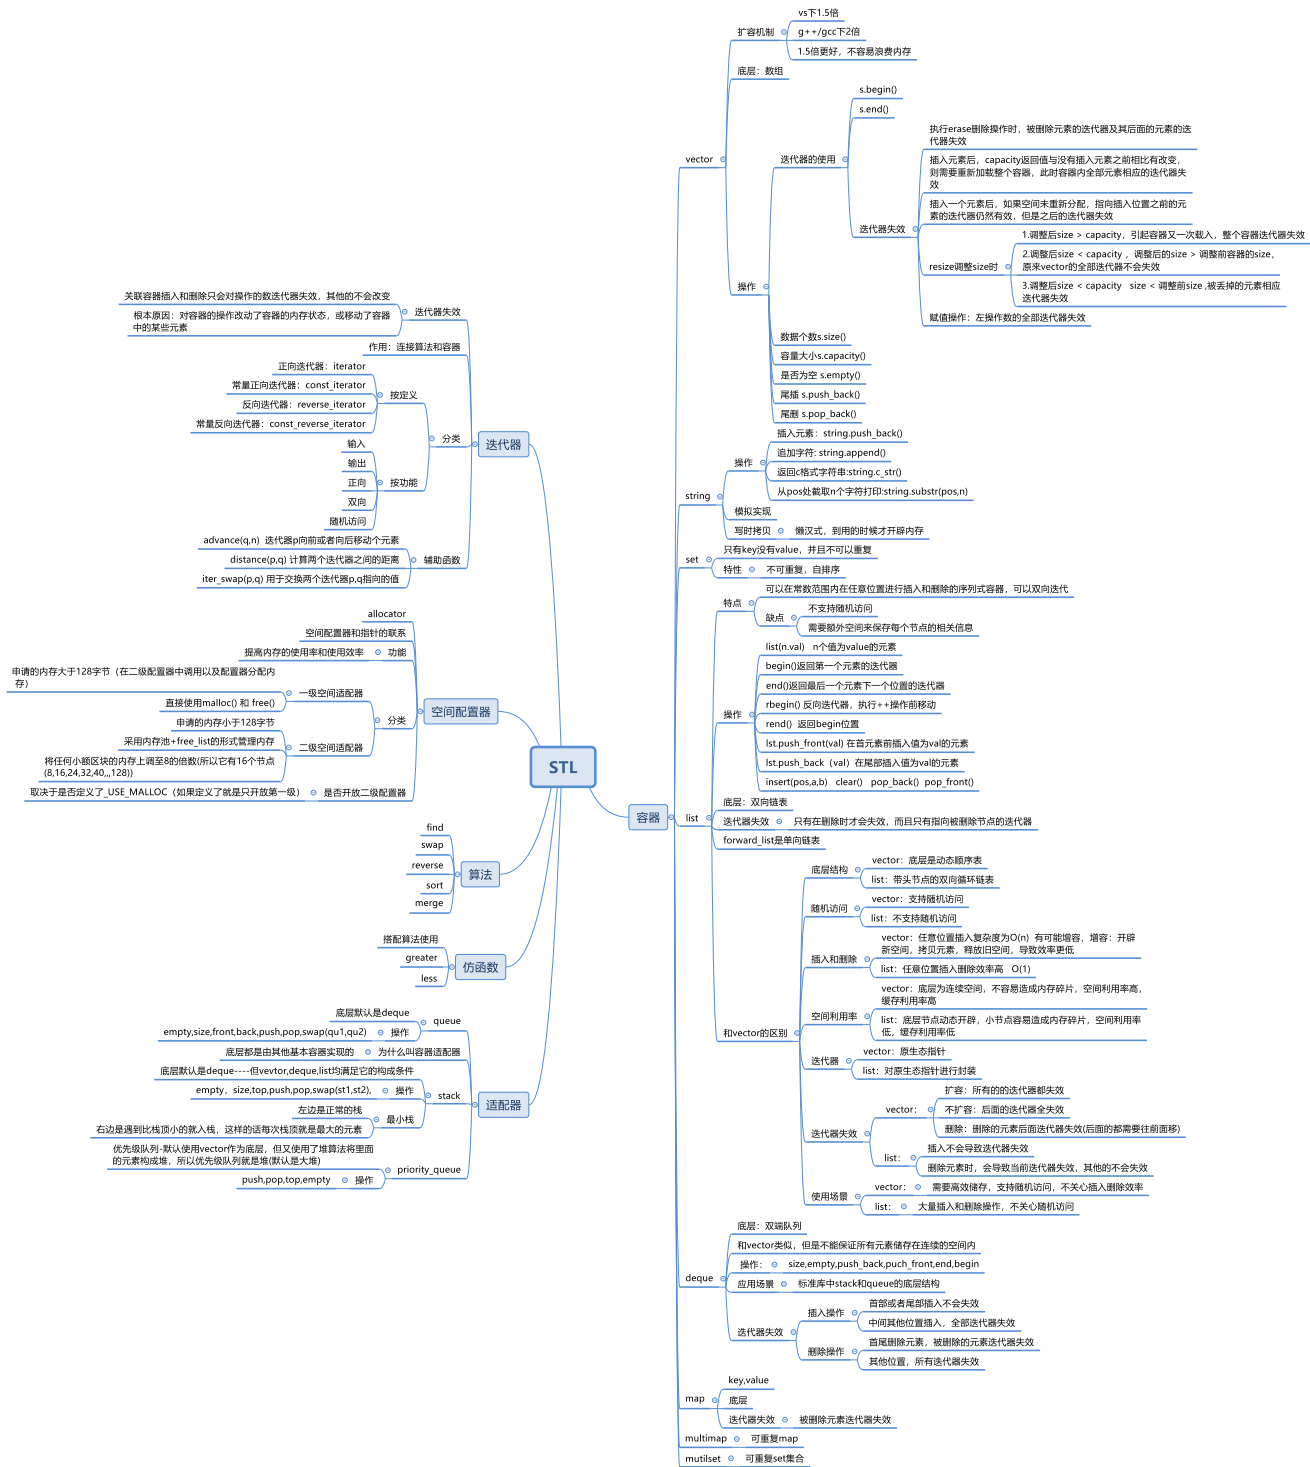 STL
迭代器
迭代器失效
关联容器插入和删除只会对操作的数迭代器失效，其他的不会改变
根本原因：对容器的操作改动了容器的内存状态，或移动了容器
中的某些元素
作用：连接算法和容器
分类
按定义
正向迭代器：iterator
常量正向迭代器：const_iterator
反向迭代器：reverse_iterator
常量反向迭代器：const_reverse_iterator
按功能
输入
输出
正向
双向
随机访问
辅助函数
advance(q,n)  迭代器p向前或者向后移动个元素
distance(p,q) 计算两个迭代器之间的距离
iter_swap(p,q) 用于交换两个迭代器p,q指向的值
空间配置器
allocator
空间配置器和指针的联系
功能
提高内存的使用率和使用效率
分类
一级空间适配器
申请的内存大于128字节（在二级配置器中调用以及配置器分配内
存）
直接使用malloc() 和 free()
二级空间适配器
申请的内存小于128字节
采用内存池+free_list的形式管理内存
将任何小额区块的内存上调至8的倍数(所以它有16个节点
(8,16,24,32,40,,,128))
是否开放二级配置器
取决于是否定义了_USE_MALLOC（如果定义了就是只开放第一级）
算法
find
swap
reverse
sort
merge
仿函数
搭配算法使用
greater
less
适配器
queue
底层默认是deque
操作
empty,size,front,back,push,pop,swap(qu1,qu2)
为什么叫容器适配器
底层都是由其他基本容器实现的
stack
底层默认是deque----但vevtor,deque,list均满足它的构成条件
操作
empty，size,top,push,pop,swap(st1,st2),
最小栈
左边是正常的栈
右边是遇到比栈顶小的就入栈，这样的话每次栈顶就是最大的元素
priority_queue
优先级队列-默认使用vector作为底层，但又使用了堆算法将里面
的元素构成堆，所以优先级队列就是堆(默认是大堆)
操作
push,pop,top,empty
容器
vector
扩容机制
vs下1.5倍
g++/gcc下2倍
1.5倍更好，不容易浪费内存
底层：数组
操作
迭代器的使用
s.begin()
s.end()
迭代器失效
执行erase删除操作时，被删除元素的迭代器及其后面的元素的迭
代器失效
插入元素后，capacity返回值与没有插入元素之前相比有改变，
则需要重新加载整个容器，此时容器内全部元素相应的迭代器失
效
插入一个元素后，如果空间未重新分配，指向插入位置之前的元
素的迭代器仍然有效，但是之后的迭代器失效
resize调整size时
1.调整后size > capacity，引起容器又一次载入，整个容器迭代器失效
2.调整后size < capacity ，调整后的size > 调整前容器的size，
原来vector的全部迭代器不会失效
3.调整后size < capacity   size < 调整前size ,被丢掉的元素相应
迭代器失效
赋值操作：左操作数的全部迭代器失效
数据个数s.size()
容量大小s.capacity()
是否为空 s.empty()
尾插 s.push_back()
尾删 s.pop_back()
string
操作
插入元素：string.push_back()
追加字符: string.append()
返回c格式字符串:string.c_str()
从pos处截取n个字符打印:string.substr(pos,n)
模拟实现
写时拷贝
懒汉式，到用的时候才开辟内存
set
只有key没有value，并且不可以重复
特性
不可重复，自排序
list
特点
可以在常数范围内在任意位置进行插入和删除的序列式容器，可以双向迭代
缺点
不支持随机访问
需要额外空间来保存每个节点的相关信息
操作
list(n.val)   n个值为val的元素
begin()返回第一个元素的迭代器
end()返回最后一个元素下一个位置的迭代器
rbegin() 反向迭代器，执行++操作前移动
rend()  返回begin位置
lst.push_front(val) 在首元素前插入值为val的元素
lst.push_back（val）在尾部插入值为val的元素
insert(pos,a,b)   clear()   pop_back()  pop_front()
底层：双向链表
迭代器失效
只有在删除时才会失效，而且只有指向被删除节点的迭代器
forward_list是单向链表
和vector的区别
底层结构
vector：底层是动态顺序表
list：带头节点的双向循环链表
随机访问
vector：支持随机访问
list：不支持随机访问
插入和删除
vector：任意位置插入复杂度为O(n)  有可能增容，增容：开辟
新空间，拷贝元素，释放旧空间，导致效率更低
list：任意位置插入删除效率高   O(1)
空间利用率
vector：底层为连续空间，不容易造成内存碎片，空间利用率高，
缓存利用率高
list：底层节点动态开辟，小节点容易造成内存碎片，空间利用率
低，缓存利用率低
迭代器
vector：原生态指针
list：对原生态指针进行封装
迭代器失效
vector：
扩容：所有的的迭代器都失效
不扩容：后面的迭代器全失效
删除：删除的元素后面迭代器失效(后面的都需要往前面移)
list：
插入不会导致迭代器失效
删除元素时，会导致当前迭代器失效，其他的不会失效
使用场景
vector：
需要高效储存，支持随机访问，不关心插入删除效率
list：
大量插入和删除操作，不关心随机访问
deque
底层：双端队列
和vector类似，但是不能保证所有元素储存在连续的空间内
操作：
size,empty,push_back,puch_front,end,begin
应用场景
标准库中stack和queue的底层结构
迭代器失效
插入操作
首部或者尾部插入不会失效
中间其他位置插入，全部迭代器失效
删除操作
首尾删除元素，被删除的元素迭代器失效
其他位置，所有迭代器失效
map
key,value
底层
迭代器失效
被删除元素迭代器失效
multimap
可重复map
mutilset
可重复set集合